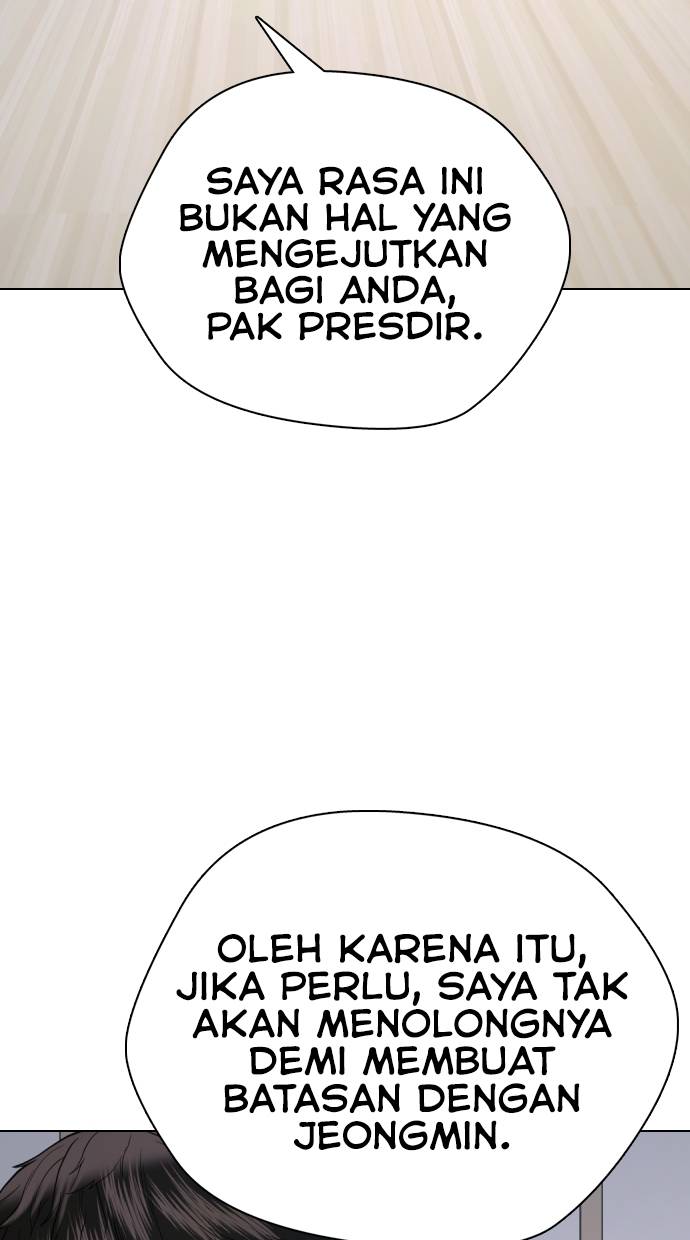 SAYA RASA INI
BUKAN HAL YANG
MENGEJUTKAN
BAGI ANDA,
PAK PRESDIR.
OLEH KARENA ITU,
JIKA PERLU, SAYA TAK
AKAN MENOLONGNYA
DEMI MEMBUAT
BATASAN DENGAN
JEONGMIN.